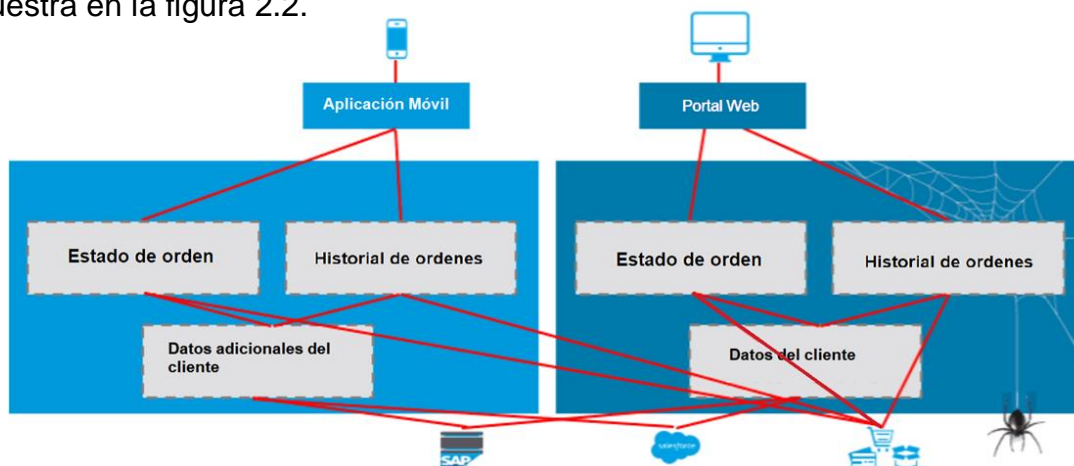 uestra en la figura 2.2.
Aplicación Móvil
Portal Web
Estado de orden
Historial de ordenes
Estado de orden
Historial de ordenes
Datos adicionales del
cliente
Datos del cliente
SAP
salesforce